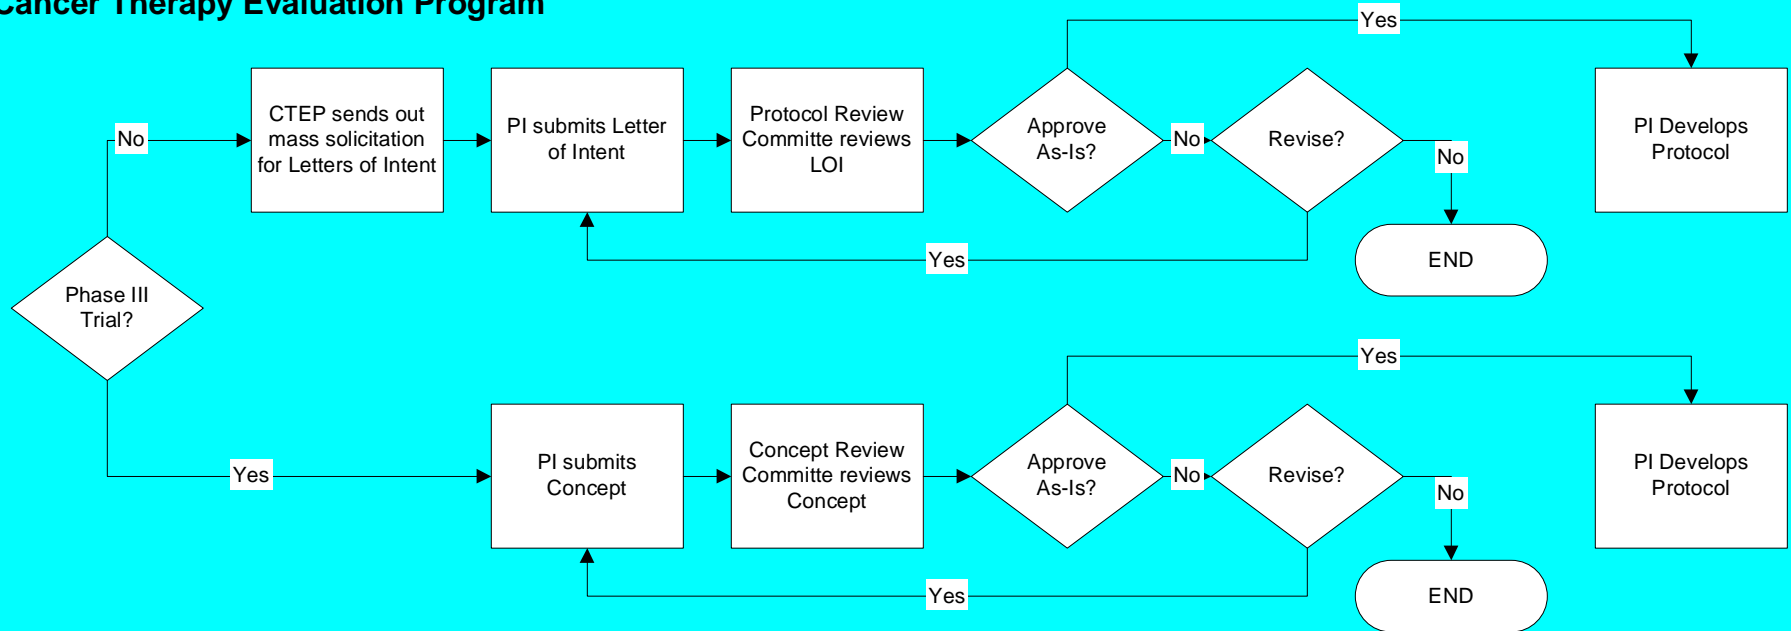 Cancer Therapy Evaluation Program
Yes
No
CTEP sends out
mass solicitation
for Letters of Intent
PI submits Letter
of Intent
Protocol Review
Committe reviews
LOI
Approve
As-Is?
No
Revise?
No
PI Develops
Protocol
Yes
END
Phase III
Trial?
Yes
Yes
PI submits
Concept
Concept Review
Committe reviews
Concept
Approve
As-Is?
No
Revise?
No
PI Develops
Protocol
Yes
END